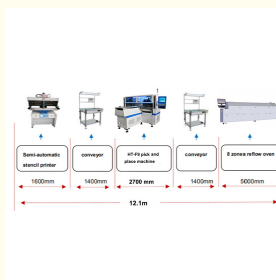 Semi-automatic
stencil printer
conveyor
HT-F9 pick and
place machine
conveyor
8 zones reflow oven
1600mm
1400mm
2700 mm
1400mm
5000mm
12.1m